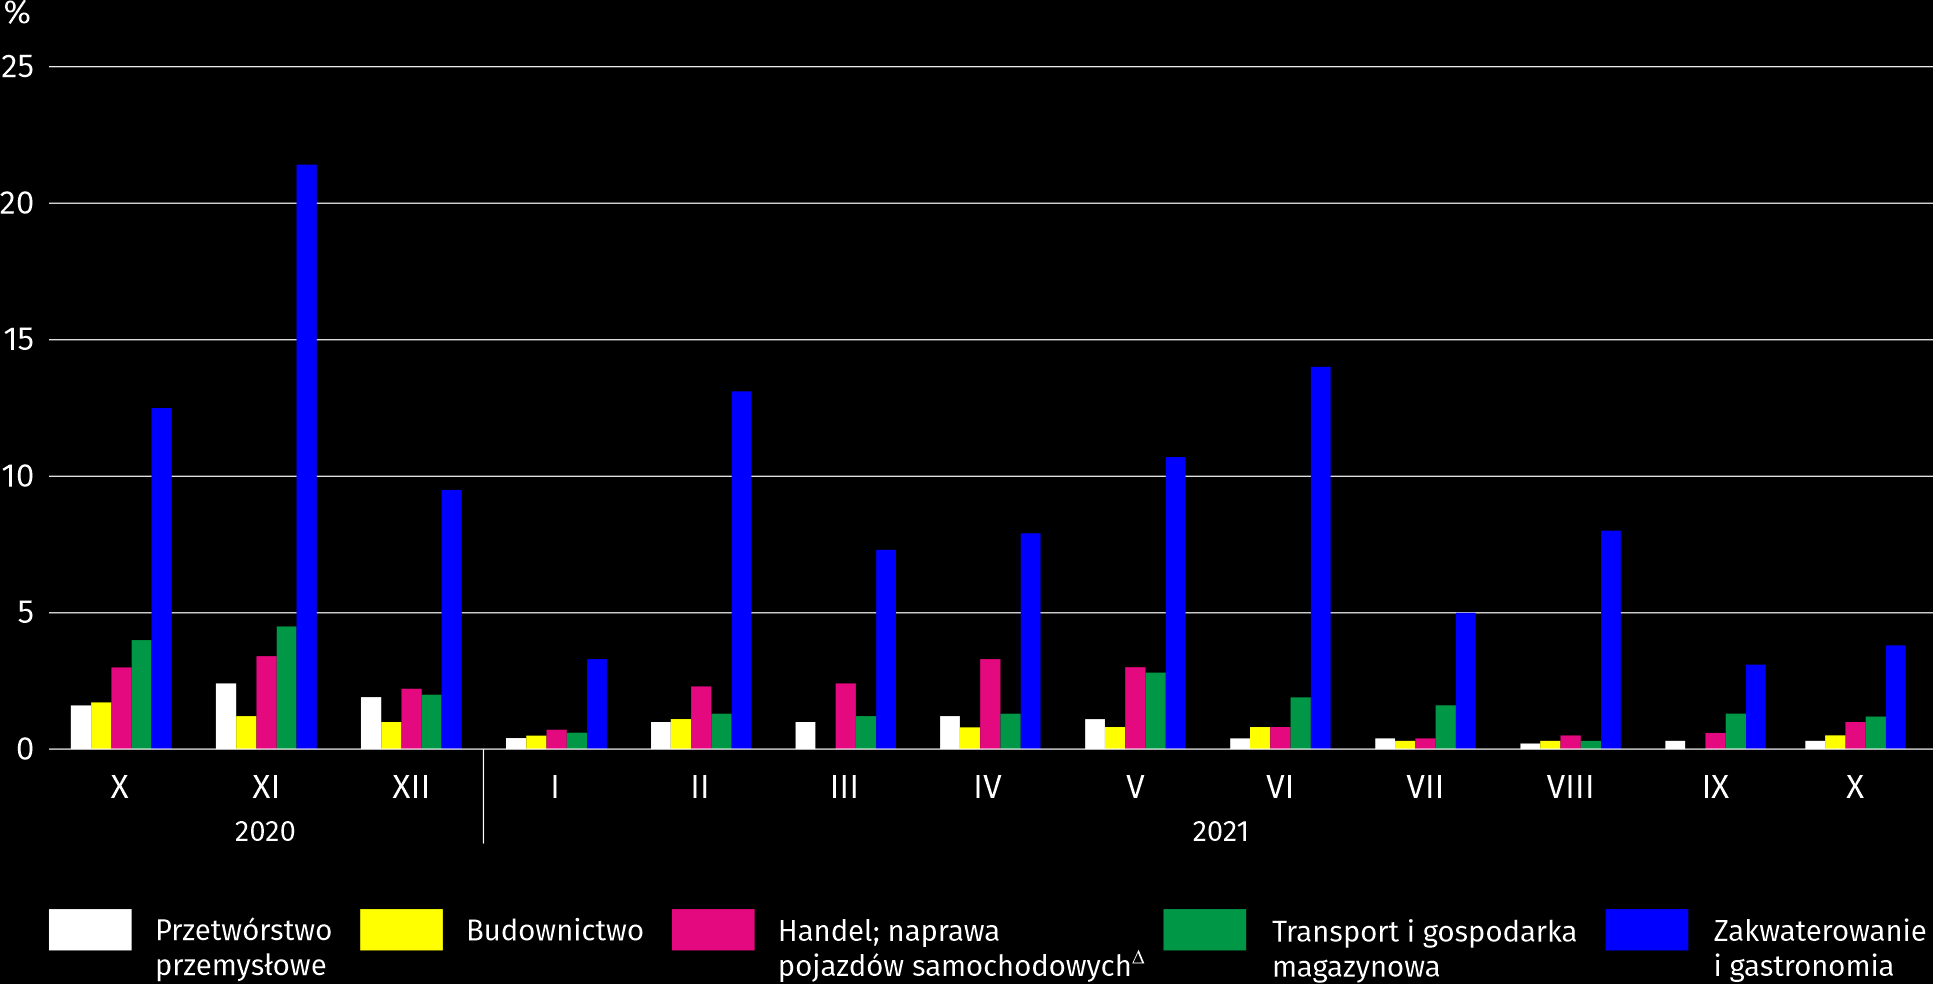 %
25
20
15
10
5
0
X XI XII I II III IV V VI VII VIII IX X
2020 2021
Przetwórstwo
przemysłowe
Budownictwo
Handel; naprawa
pojazdów samochodowychΔ
Transport i gospodarka
magazynowa
Zakwaterowanie
i gastronomia